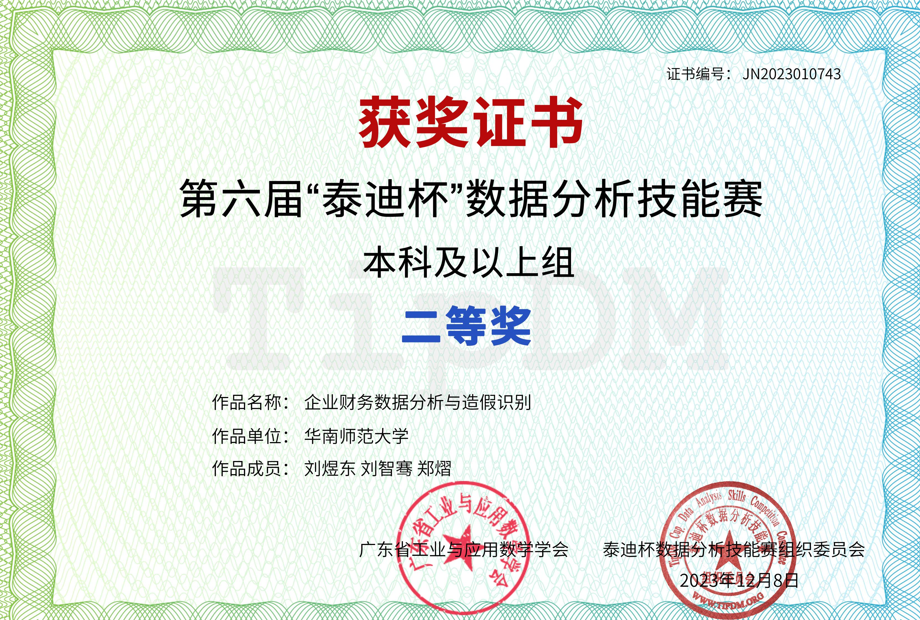 证书编号： JN2023010743
获奖证书
第六届“泰迪杯”数据分析技能赛
本科及以上组
二等奖
TipDM
作品名称： 企业财务数据分析与造假识别
作品单位： 华南师范大学
作品成员： 刘煜东 刘智骞 郑熠
广东省工业与应用数学学会
泰迪杯数据分析技能赛组织委员会
2023年12月8日
广东省工业与应用数学学会
Cup Data Analysis Skills Competition
泰迪杯数据分析技能赛
组织委员会
WWW.TIPDM.ORG